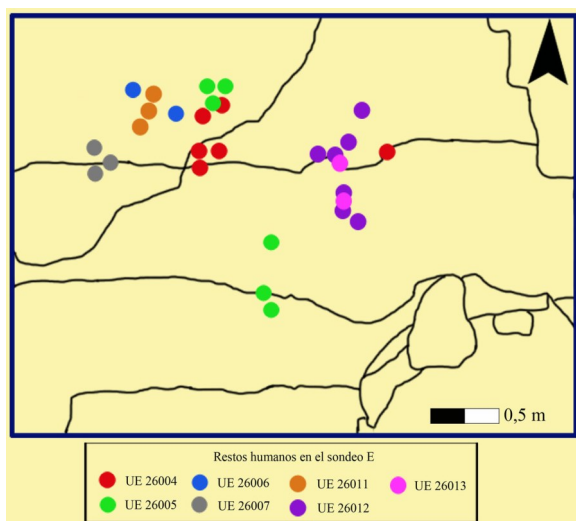 0,5 m
Restos humanos en el sondeo E
UE 26004 UE 26006 UE 26011 UE 26013
UE 26005 UE 26007 UE 26012